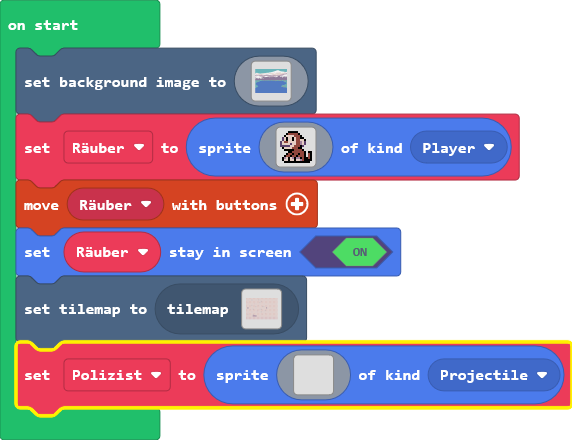 on start
set background image to
set Räuber to sprite of kind Player
move Räuber with buttons
set Räuber stay in screen ON
set tilemap to tilemap
set Polizist to sprite of kind Projectile